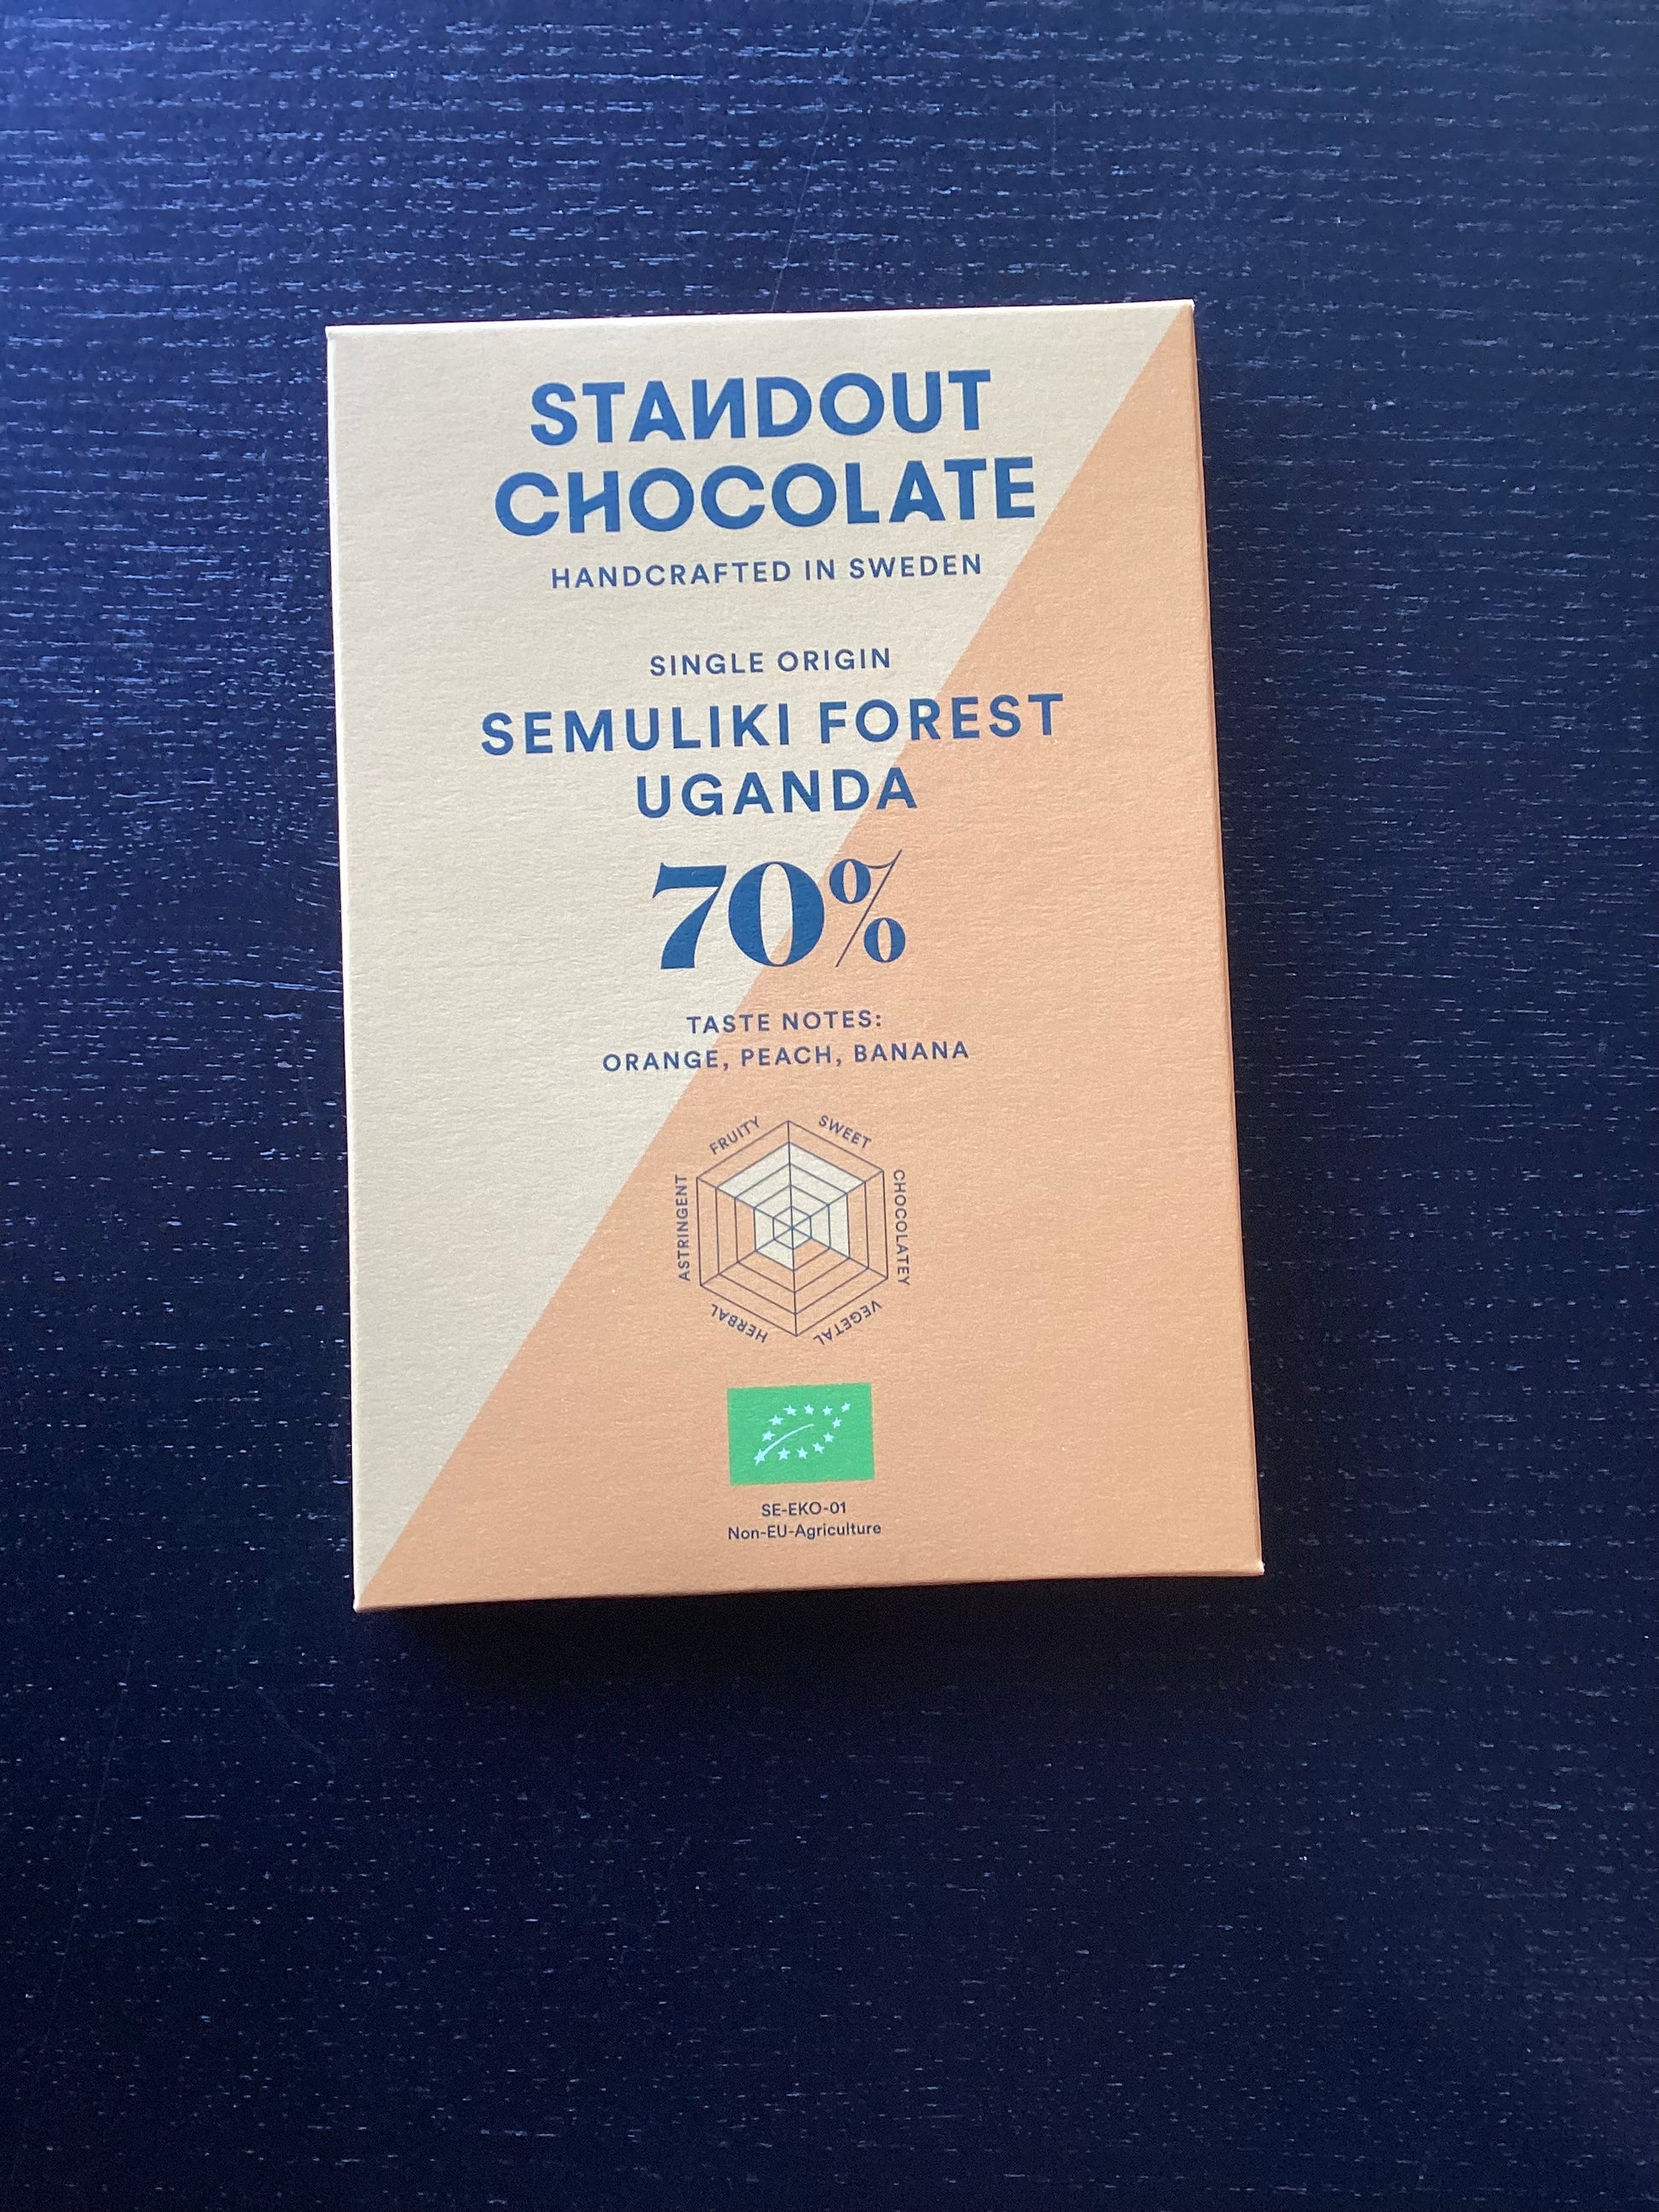 STANDOUT
CHOCOLATE
HANDCRAFTED IN SWEDEN
SINGLE ORIGIN
SEMULIKI FOREST
UGANDA
70%
TASTE NOTES:
ORANGE, PEACH, BANANA
FRUITY
SWEET
ASTRINGENT
CHOCOLATEY
HERBAL
VEGETAL
SE-EKO-01
Non-EU-Agriculture